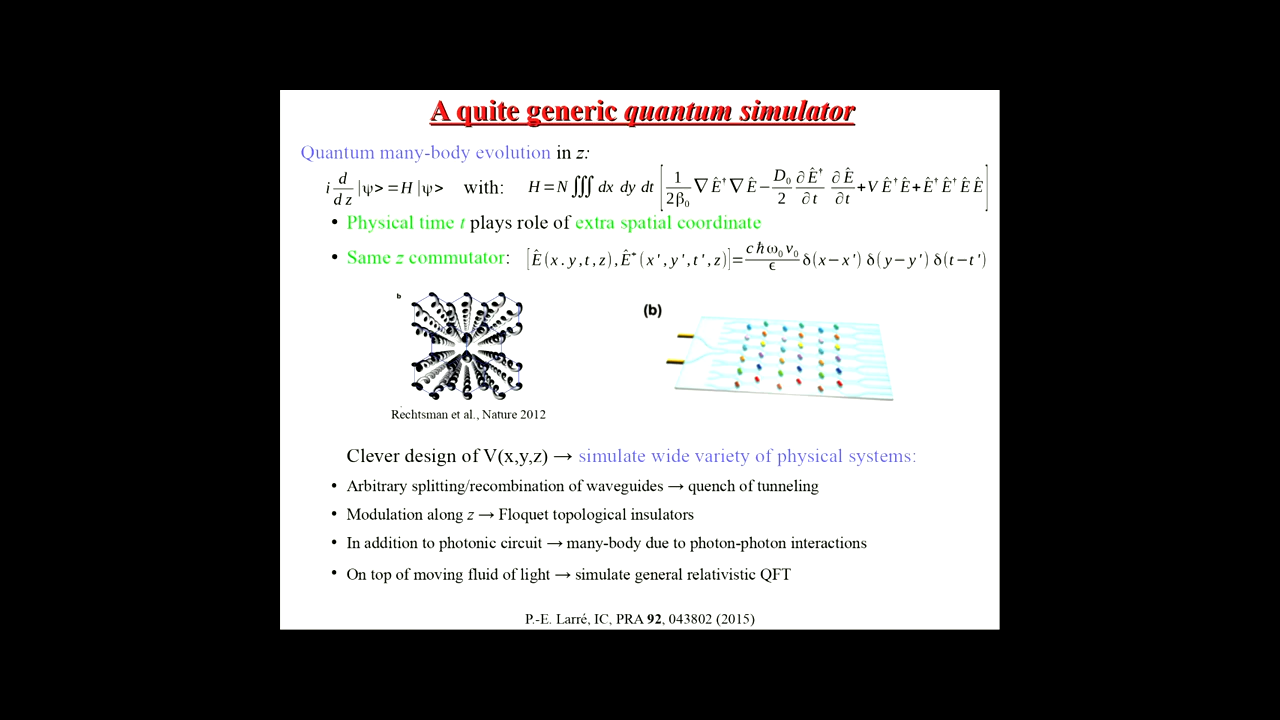 A quite generic quantum simulator
Quantum many-body evolution in z:
i d/dz |ψ> = H |ψ> with: H = N ∭ dx dy dt [ 1/2β₀ ∇ Ê† ∇ Ê − D₀/2 ∂Ê†/∂t ∂Ê/∂t + V Ê† Ê + Ê† Ê† Ê Ê ]
• Physical time t plays role of extra spatial coordinate
• Same z commutator: [Ê(x.y,t,z), Ê*(x',y',t',z)] = cħω₀v₀/ϵ δ(x−x') δ(y−y') δ(t−t')
b
(b)
Rechtsman et al., Nature 2012
Clever design of V(x,y,z) → simulate wide variety of physical systems:
• Arbitrary splitting/recombination of waveguides → quench of tunneling
• Modulation along z → Floquet topological insulators
• In addition to photonic circuit → many-body due to photon-photon interactions
• On top of moving fluid of light → simulate general relativistic QFT
P.-E. Larré, IC, PRA 92, 043802 (2015)